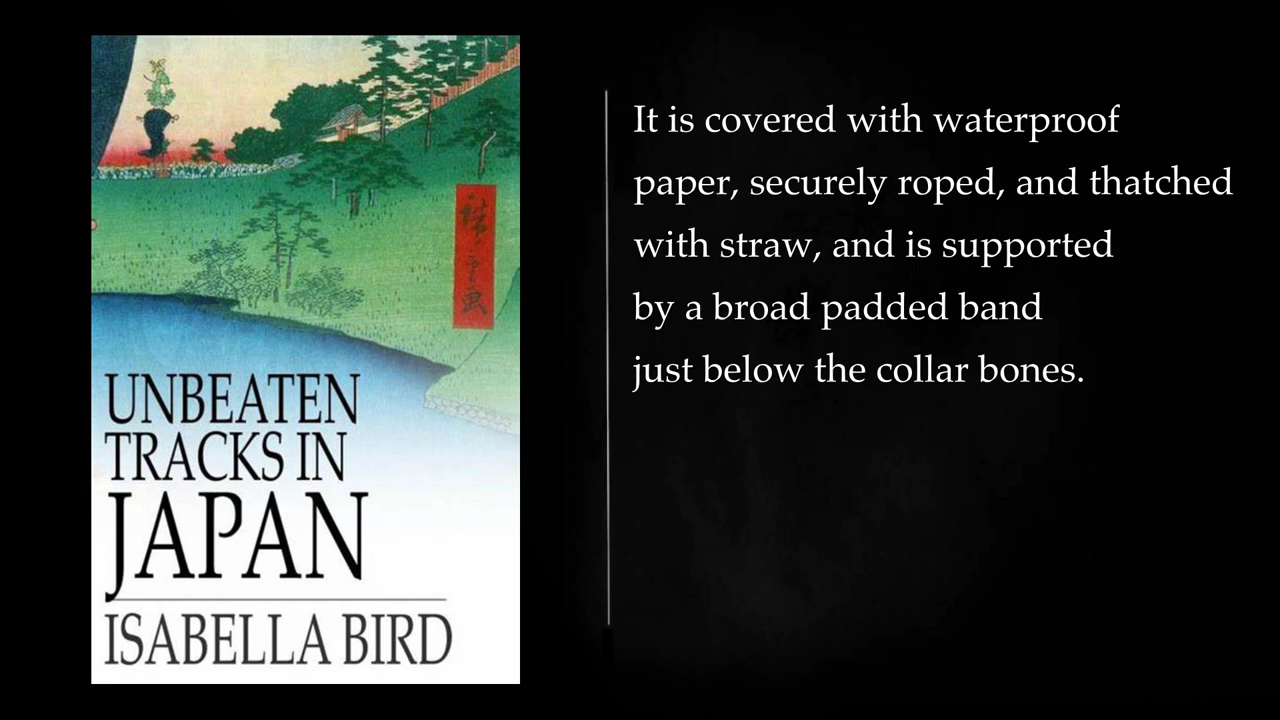 UNBEATEN
TRACKS IN
JAPAN
ISABELLA BIRD
It is covered with waterproof
paper, securely roped, and thatched
with straw, and is supported
by a broad padded band
just below the collar bones.